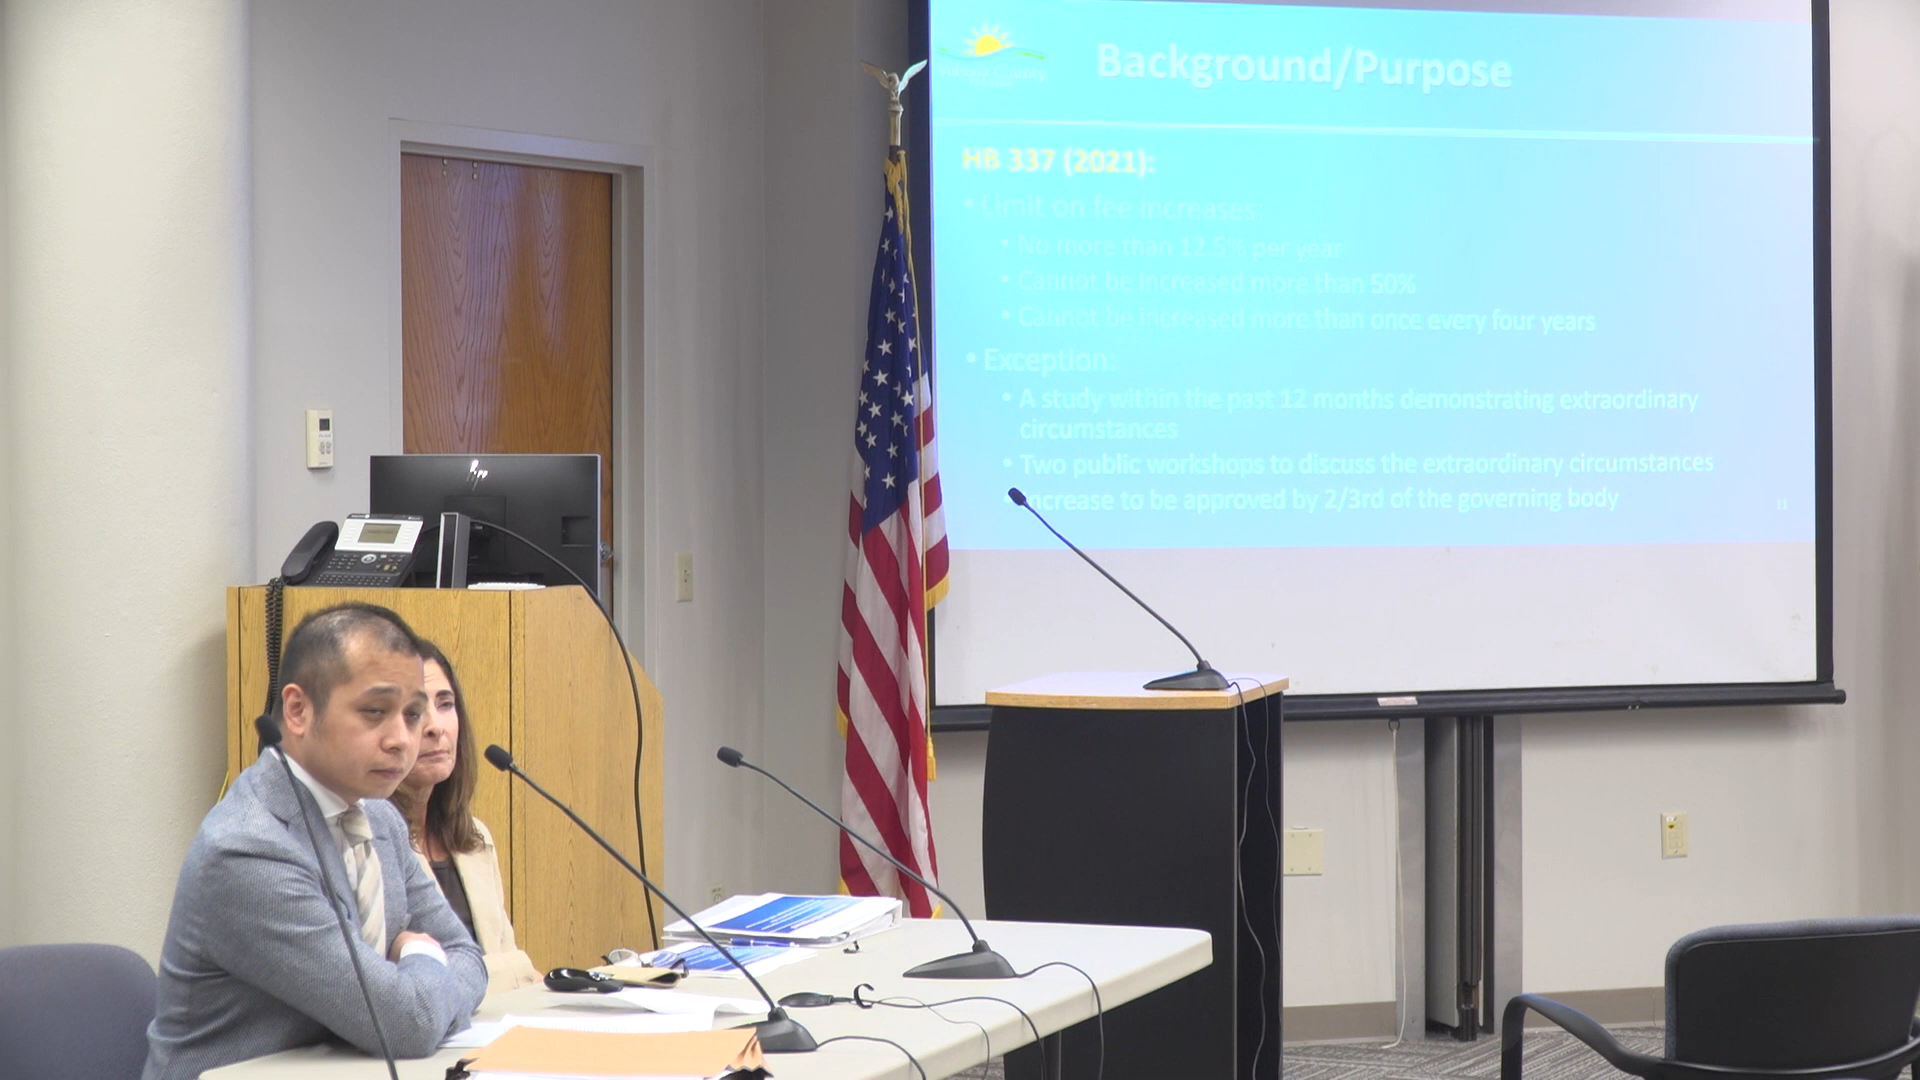 Background/Purpose
HB 337 (2021):
• Limit on fee increases:
• No more than 12.5% per year
• Cannot be increased more than 50%
• Cannot be increased more than once every four years
• Exception:
• A study within the past 12 months demonstrating extraordinary
circumstances
• Two public workshops to discuss the extraordinary circumstances
Increase to be approved by 2/3rd of the governing body
11
hp